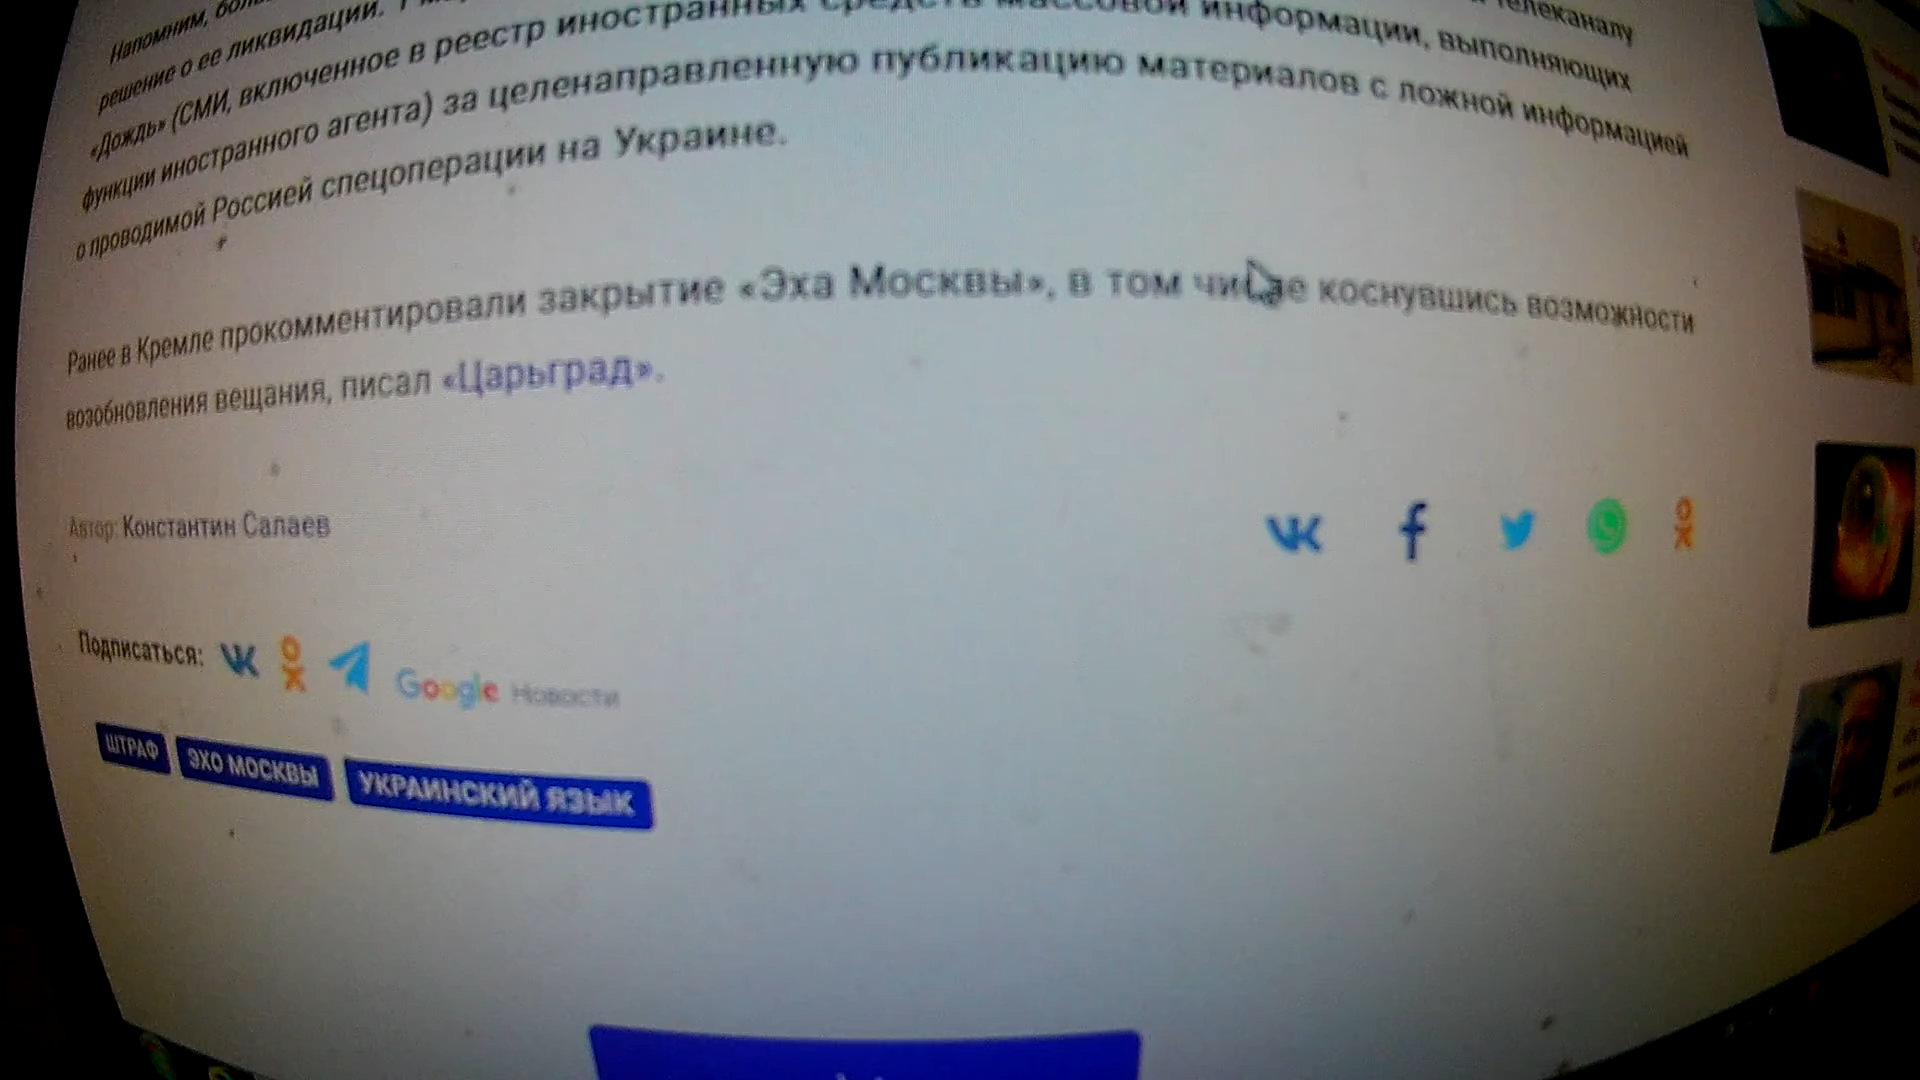 Напомним,
телеканалу
решение о ее ликвидации.
«Дождь» (СМИ, включенное в реестр иностранных средств массовой информации, выполняющих
функции иностранного агента) за целенаправленную публикацию материалов с ложной информацией
о проводимой Россией спецоперации на Украине.
Ранее в Кремле прокомментировали закрытие «Эха Москвы», в том числе коснувшись возможности
возобновления вещания, писал «Царьград».
Автор: Константин Салаев
Подписаться:
Google Новости
ШТРАФ ЭХО МОСКВЫ УКРАИНСКИЙ ЯЗЫК